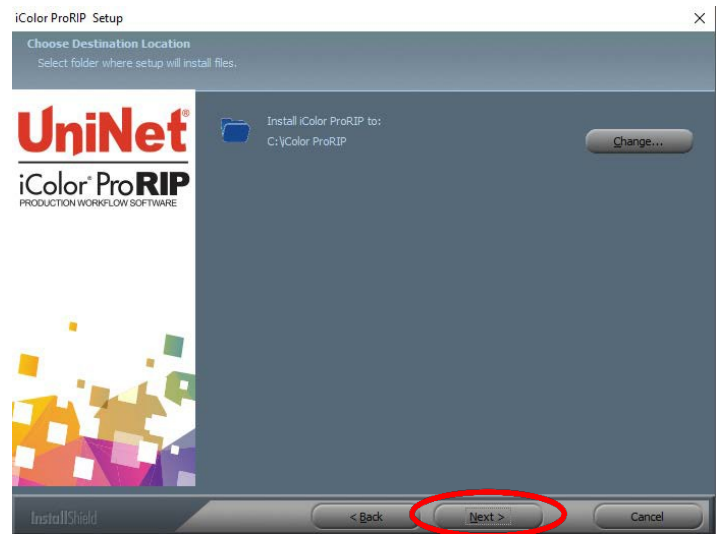 iColor ProRIP Setup
Choose Destination Location
Select folder where setup will install files.
UniNet®
iColor® ProRIP
PRODUCTION WORKFLOW SOFTWARE
Install iColor ProRIP to:
C:\iColor ProRIP
Change...
InstallShield
< Back
Next >
Cancel